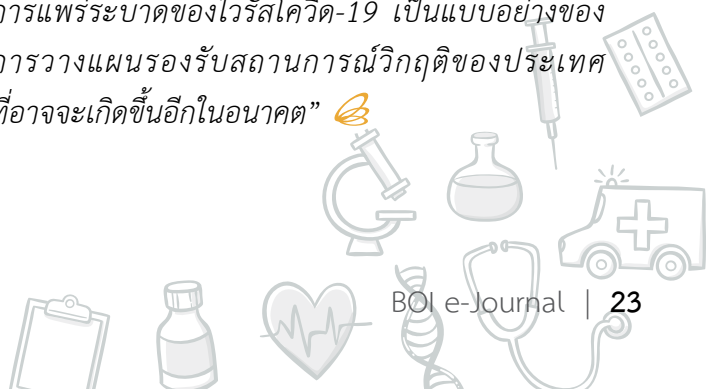 การแพร่ระบาดของไวรัสโควิด-19 เป็นแบบอย่างของ
การวางแผนรองรับสถานการณ์วิกฤติของประเทศ
ที่อาจจะเกิดขึ้นอีกในอนาคต”
BOI e-Journal | 23